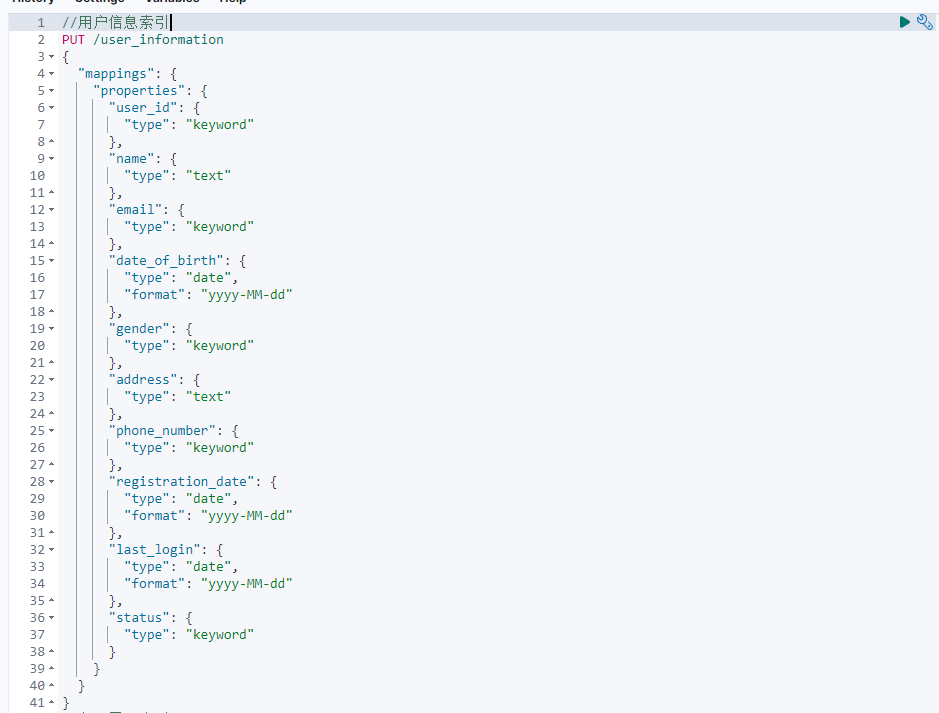 1 //用户信息索引
2 PUT /user_information
3 {
4 "mappings": {
5 "properties": {
6 "user_id": {
7 "type": "keyword"
8 },
9 "name": {
10 "type": "text"
11 },
12 "email": {
13 "type": "keyword"
14 },
15 "date_of_birth": {
16 "type": "date",
17 "format": "yyyy-MM-dd"
18 },
19 "gender": {
20 "type": "keyword"
21 },
22 "address": {
23 "type": "text"
24 },
25 "phone_number": {
26 "type": "keyword"
27 },
28 "registration_date": {
29 "type": "date",
30 "format": "yyyy-MM-dd"
31 },
32 "last_login": {
33 "type": "date",
34 "format": "yyyy-MM-dd"
35 },
36 "status": {
37 "type": "keyword"
38 }
39 }
40 }
41 }